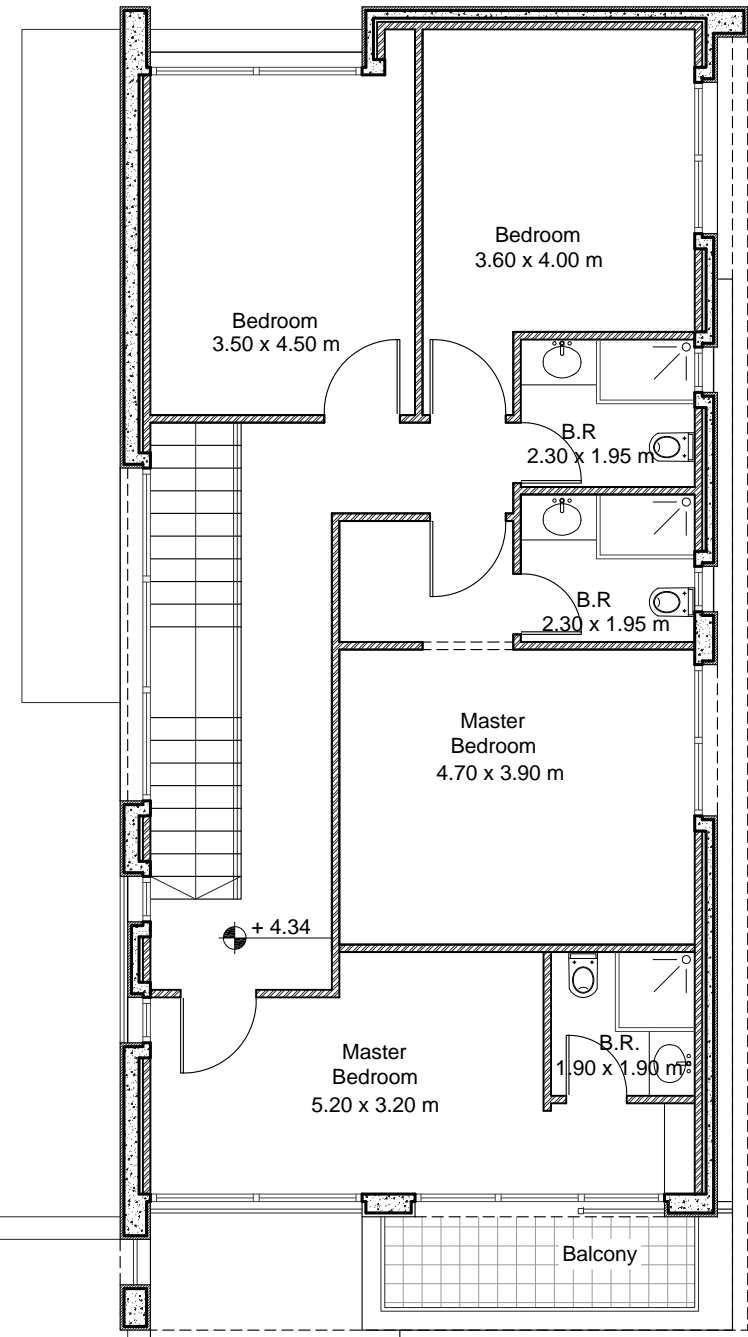 Bedroom
3.60 x 4.00 m
Bedroom
3.50 x 4.50 m
B.R
2.30 x 1.95 m
B.R
2.30 x 1.95 m
Master
Bedroom
4.70 x 3.90 m
+ 4.34
Master
Bedroom
5.20 x 3.20 m
B.R.
1.90 x 1.90 m
Balcony